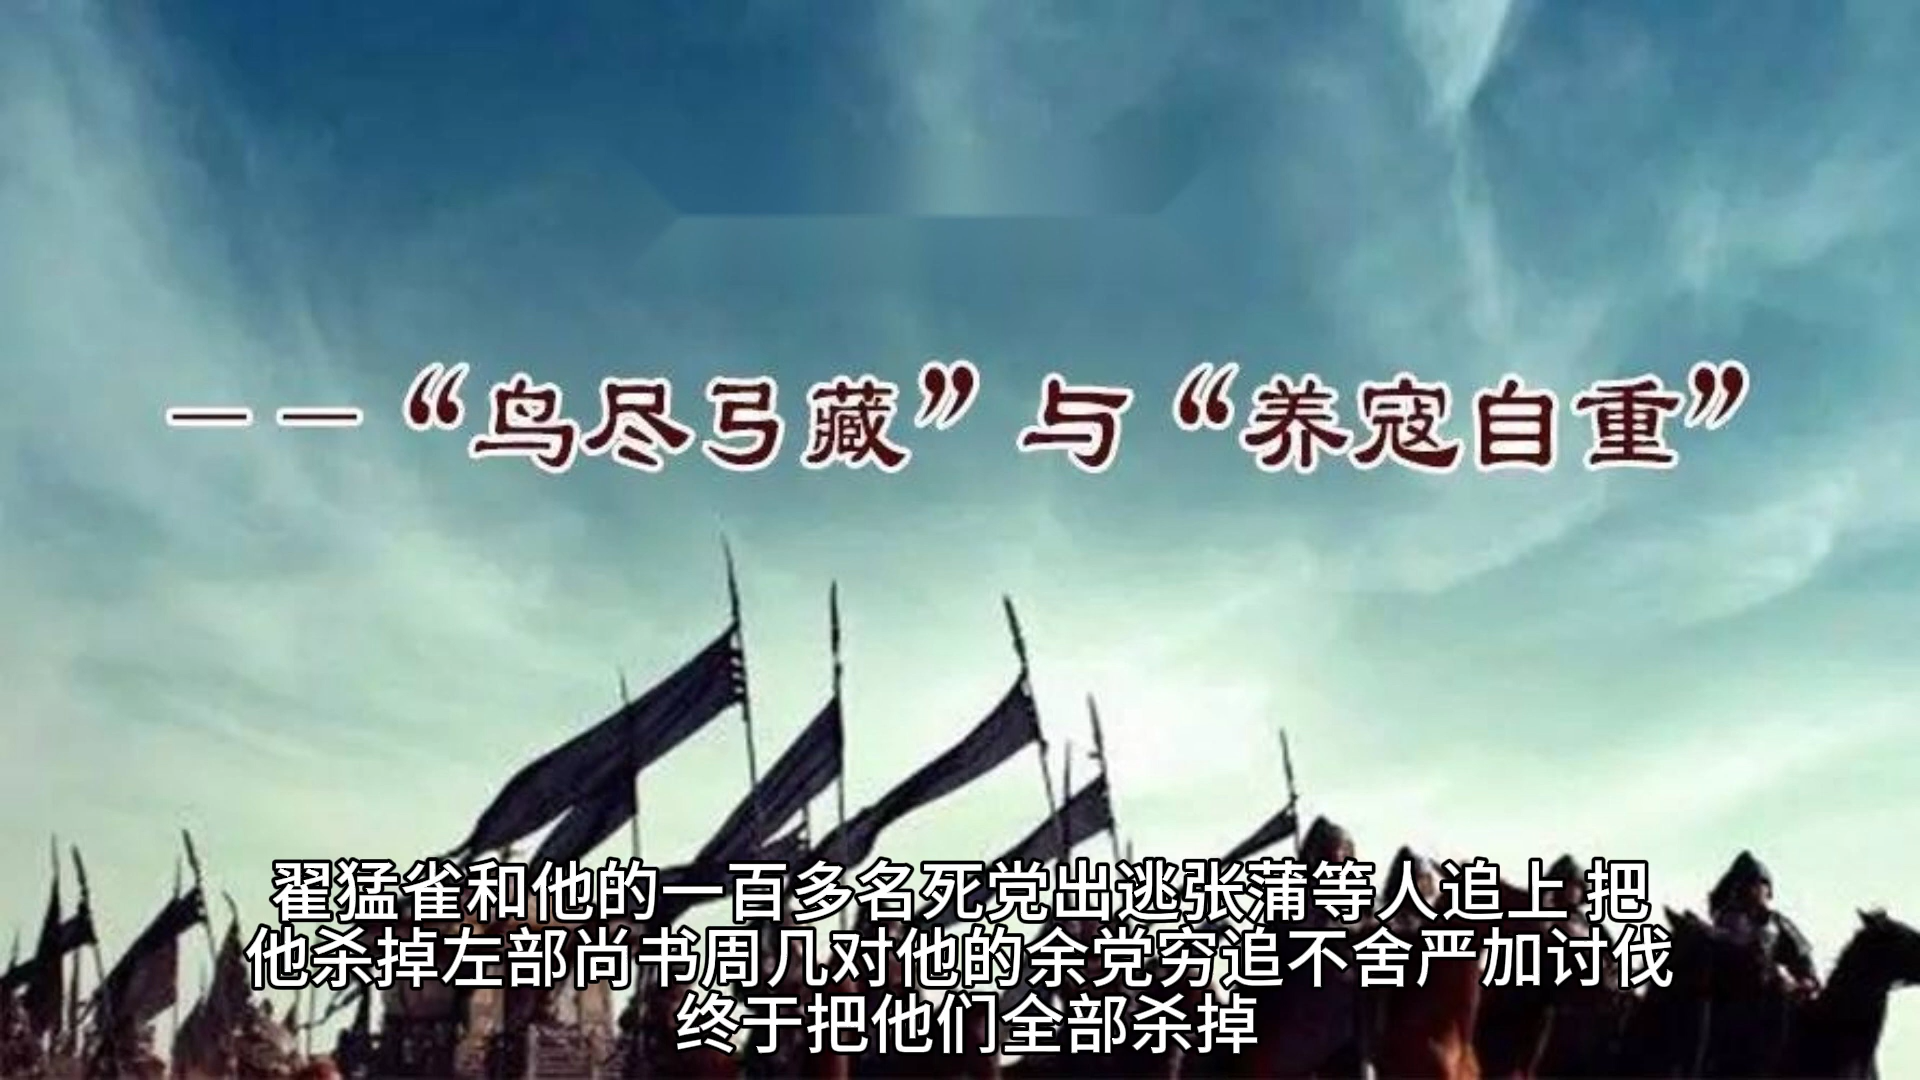 ——“鸟尽弓藏”与“养寇自重”
翟猛雀和他的一百多名死党出逃张蒲等人追上 把
他杀掉左部尚书周几对他的余党穷追不舍严加讨伐
终于把他们全部杀掉